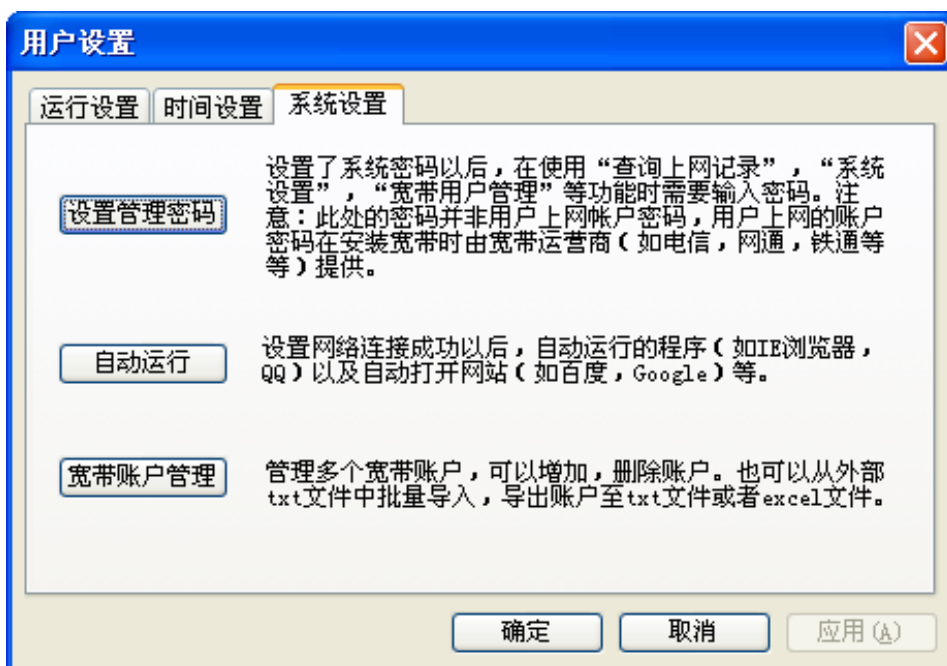 用户设置
运行设置 时间设置 系统设置
设置管理密码
设置了系统密码以后，在使用“查询上网记录”，“系统
设置”，“宽带用户管理”等功能时需要输入密码。注
意：此处的密码并非用户上网帐户密码，用户上网的账户
密码在安装宽带时由宽带运营商（如电信，网通，铁通等
等）提供。
自动运行
设置网络连接成功以后，自动运行的程序（如IE浏览器，
QQ）以及自动打开网站（如百度，Google）等。
宽带账户管理
管理多个宽带账户，可以增加，删除账户。也可以从外部
txt文件中批量导入，导出账户至txt文件或者excel文件。
确定 取消 应用(A)